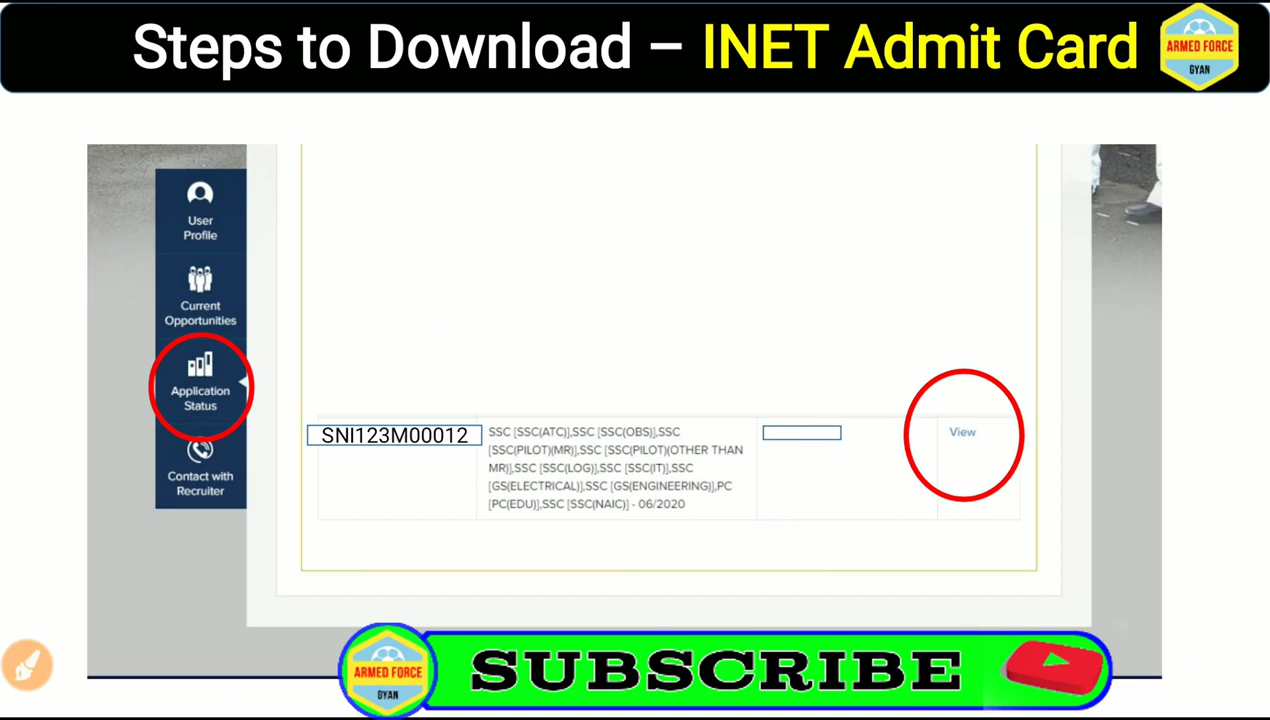 Steps to Download – INET Admit Card
ARMED FORCE
GYAN
User
Profile
Current
Opportunities
Application
Status
Contact with
Recruiter
SNI123M00012
SSC [SSC(ATC)],SSC [SSC(OBS)],SSC
[SSC(PILOT)(MR)],SSC [SSC(PILOT)(OTHER THAN
MR)],SSC [SSC(LOG)],SSC [SSC(IT)],SSC
[GS(ELECTRICAL)],SSC [GS(ENGINEERING)],PC
[PC(EDU)],SSC [SSC(NAIC)] - 06/2020
View
ARMED FORCE
GYAN
SUBSCRIBE